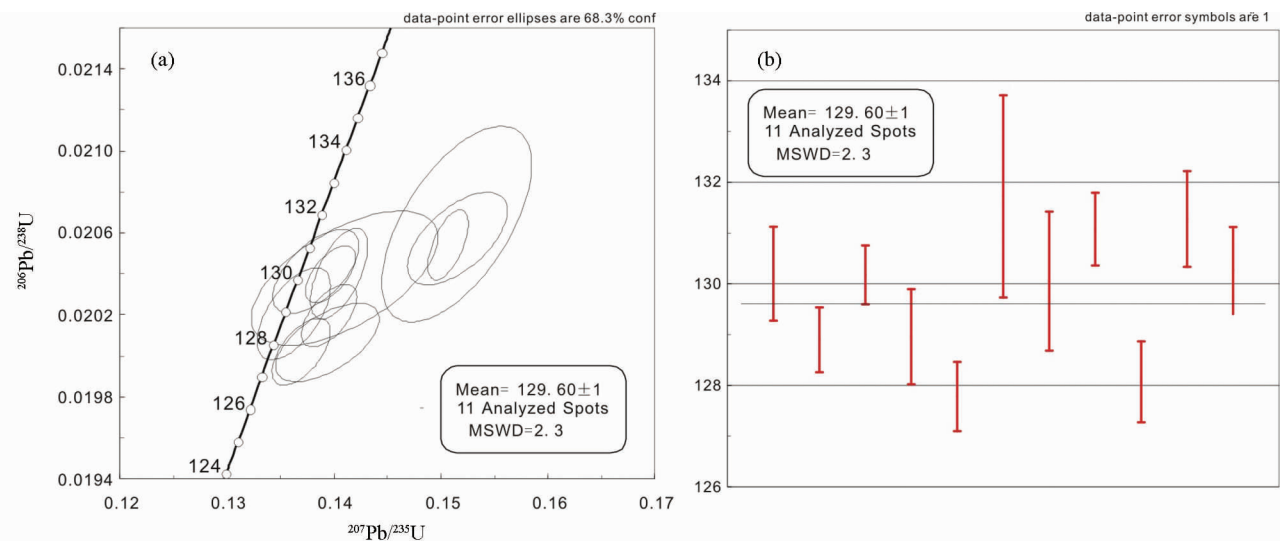 data-point error ellipses are 68.3% conf
(a)
0.0214
0.0210
0.0206
0.0202
0.0198
0.0194
²⁰⁶Pb/²³⁸U
136
134
132
130
128
126
124
Mean= 129. 60±1
11 Analyzed Spots
MSWD=2. 3
0.12 0.13 0.14 0.15 0.16 0.17
²⁰⁷Pb/²³⁵U
data-point error symbols are 1
(b)
134
132
130
128
126
Mean= 129. 60±1
11 Analyzed Spots
MSWD=2. 3